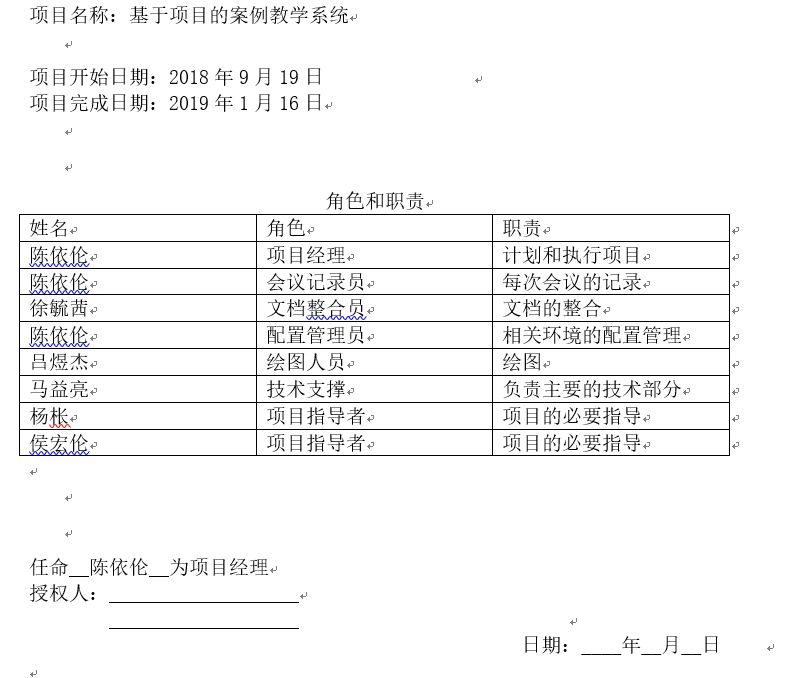 项目名称：基于项目的案例教学系统
项目开始日期：2018 年 9 月 19 日
项目完成日期：2019 年 1 月 16 日
角色和职责
姓名 角色 职责
陈依伦 项目经理 计划和执行项目
陈依伦 会议记录员 每次会议的记录
徐毓茜 文档整合员 文档的整合
陈依伦 配置管理员 相关环境的配置管理
吕煜杰 绘图人员 绘图
马益亮 技术支撑 负责主要的技术部分
杨枨 项目指导者 项目的必要指导
侯宏伦 项目指导者 项目的必要指导
任命__陈依伦__为项目经理
授权人：___________________
___________________
日期：____年__月__日